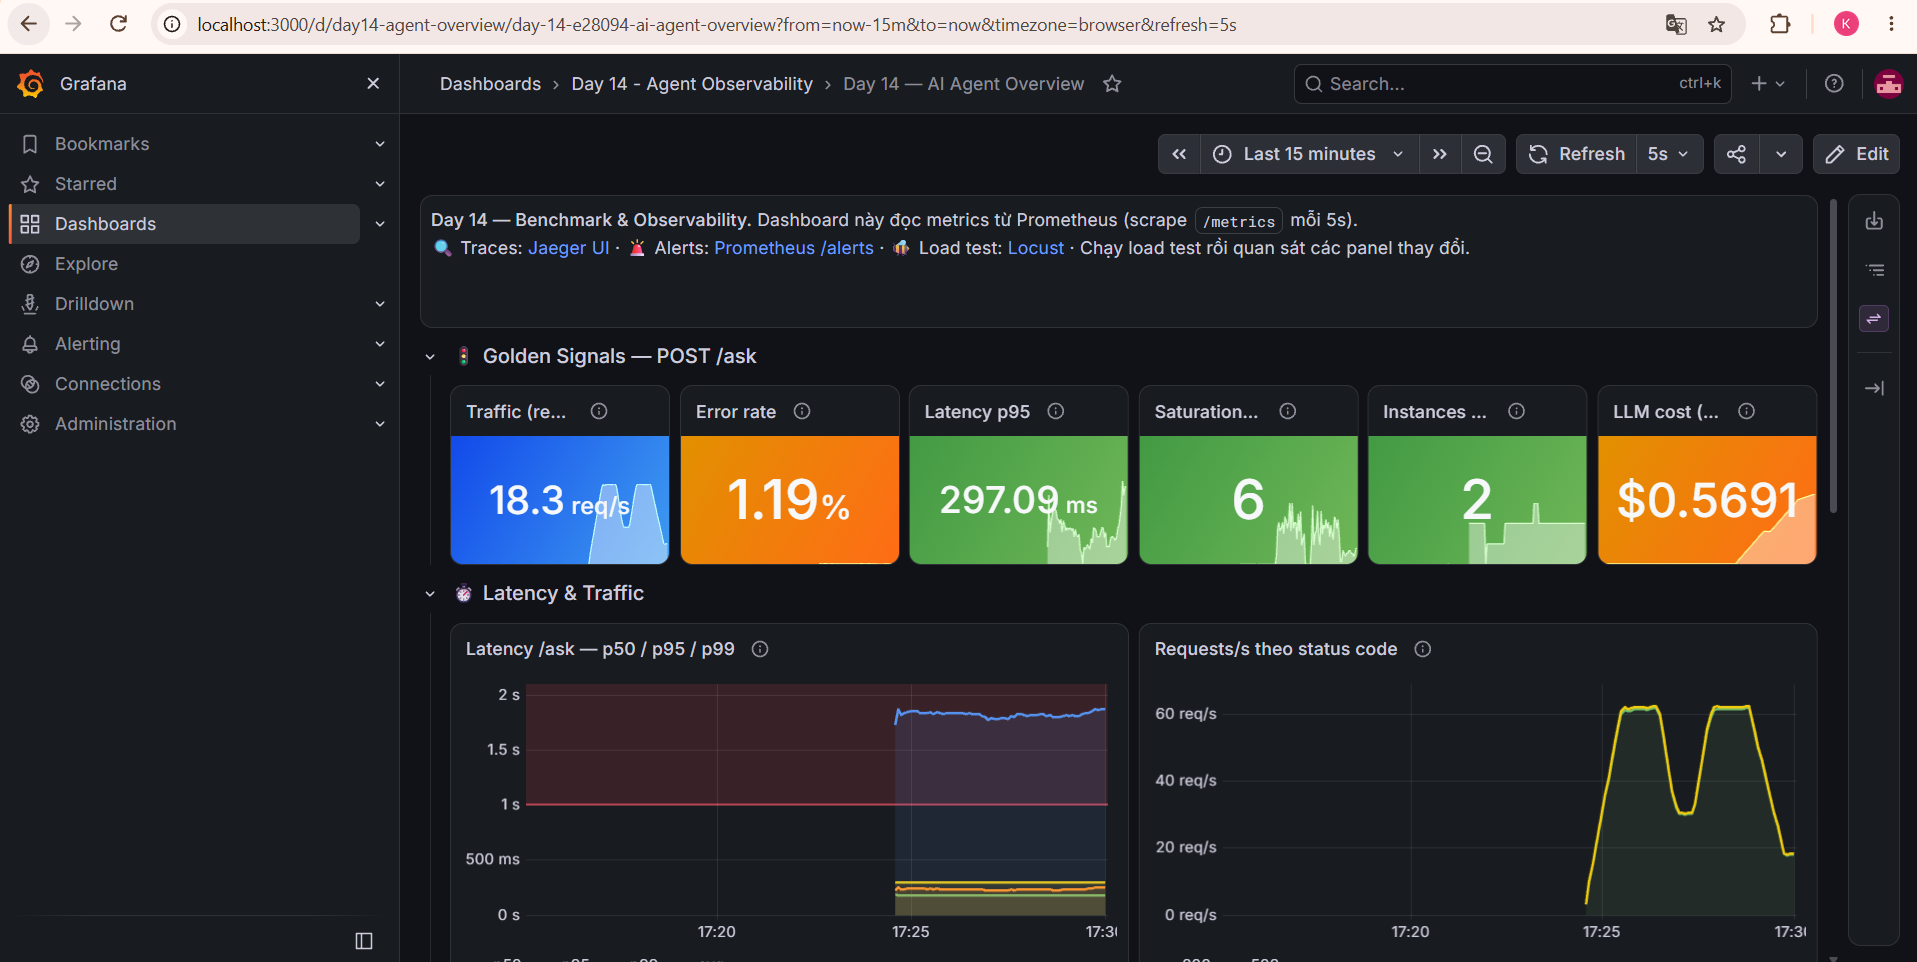 localhost:3000/d/day14-agent-overview/day-14-e28094-ai-agent-overview?from=now-15m&to=now&timezone=browser&refresh=5s
K
Grafana
Dashboards › Day 14 - Agent Observability › Day 14 — AI Agent Overview
Search...
ctrl+k
Bookmarks
Starred
Dashboards
Explore
Drilldown
Alerting
Connections
Administration
Last 15 minutes
Refresh
5s
Edit
Day 14 — Benchmark & Observability. Dashboard này đọc metrics từ Prometheus (scrape /metrics mỗi 5s).
Traces: Jaeger UI · Alerts: Prometheus /alerts · Load test: Locust · Chạy load test rồi quan sát các panel thay đổi.
Golden Signals — POST /ask
Traffic (re...
Error rate
Latency p95
Saturation...
Instances ...
LLM cost (...
18.3 req/s
1.19%
297.09 ms
6
2
$0.5691
Latency & Traffic
Latency /ask — p50 / p95 / p99
2 s
1.5 s
1 s
500 ms
0 s
17:20
17:25
17:30
Requests/s theo status code
60 req/s
40 req/s
20 req/s
0 req/s
17:20
17:25
17:30